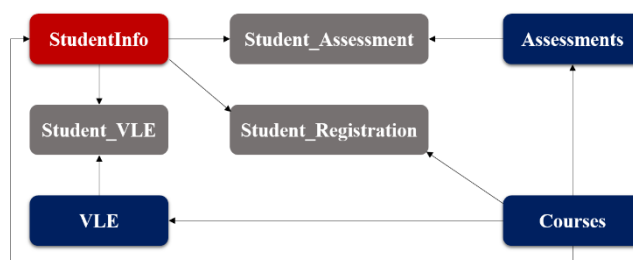 StudentInfo
Student_Assessment
Assessments
Student_VLE
Student_Registration
VLE
Courses